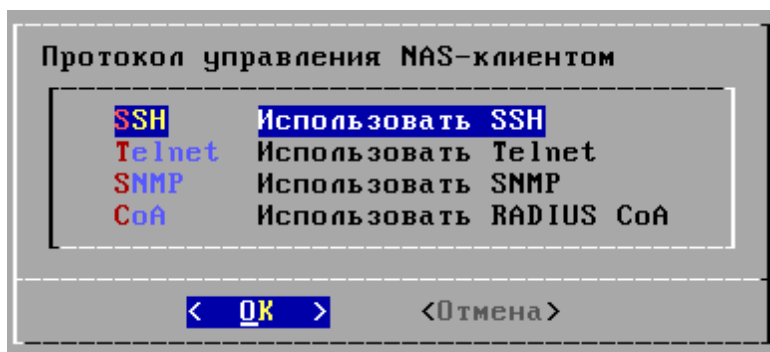 Протокол управления NAS-клиентом
SSH Использовать SSH
Telnet Использовать Telnet
SNMP Использовать SNMP
CoA Использовать RADIUS CoA
< OK > <Отмена>